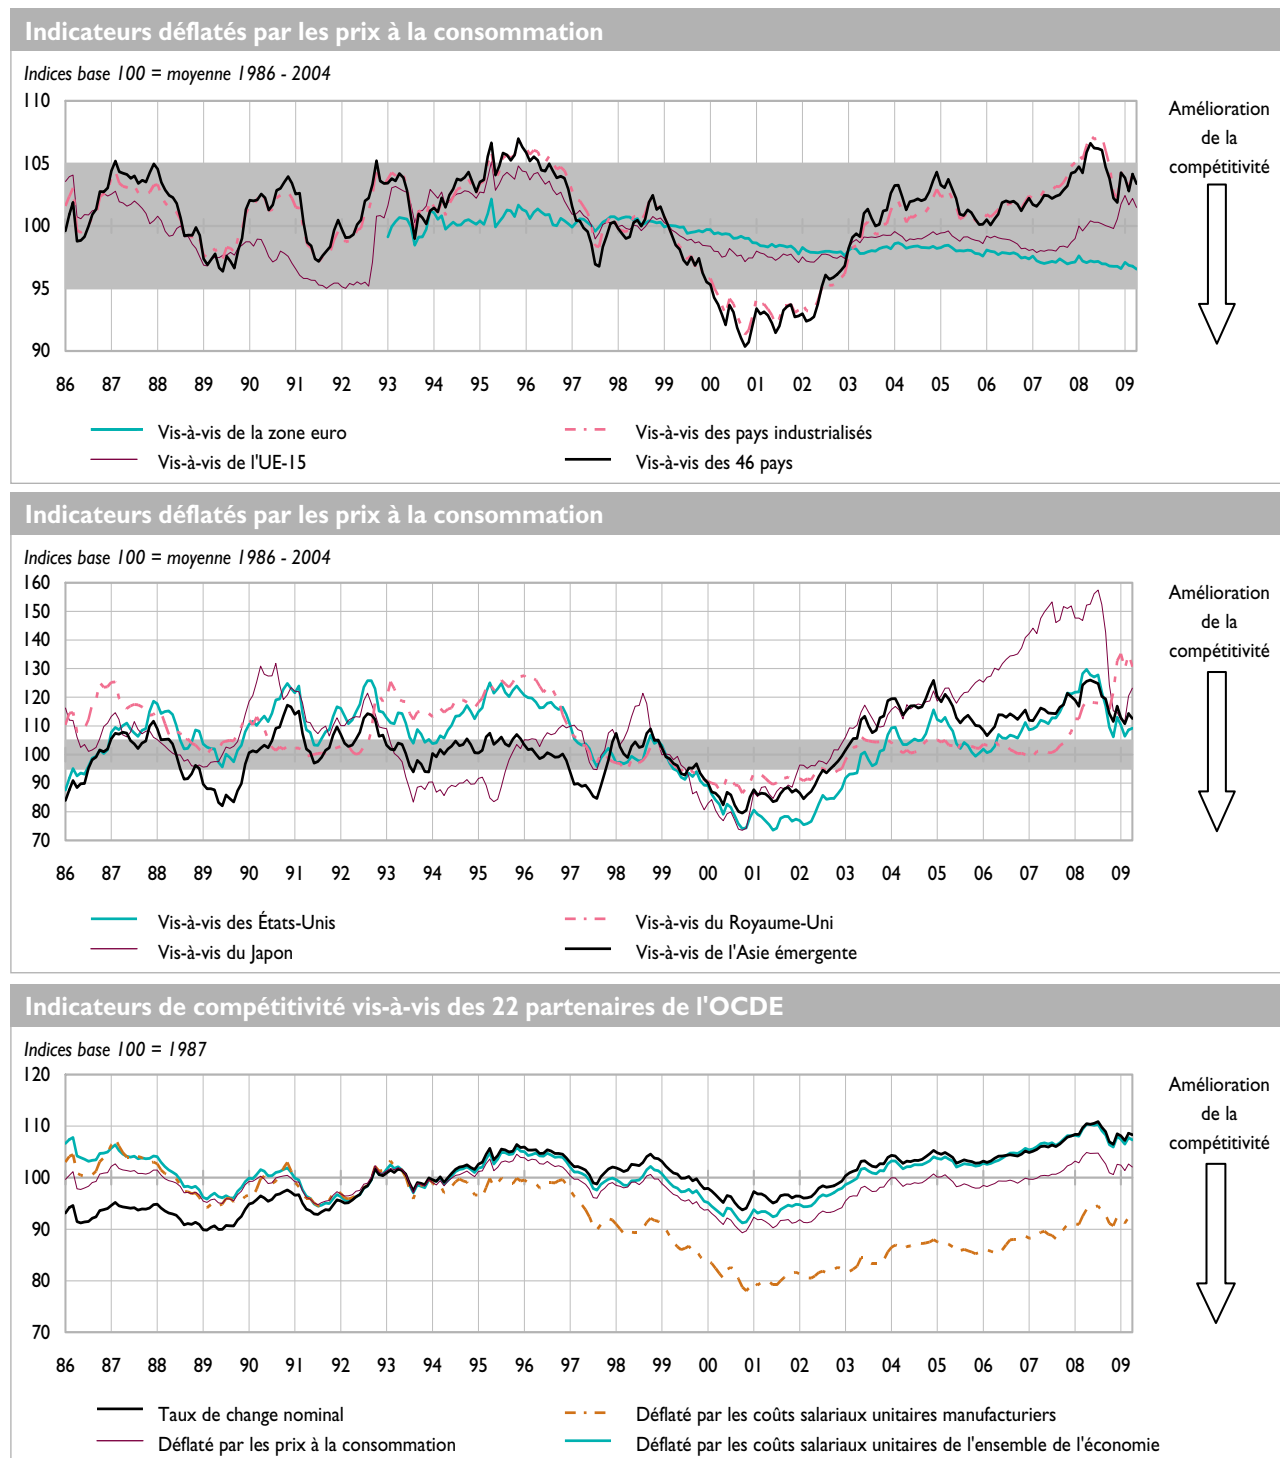 Indicateurs déflatés par les prix à la consommation
Indices base 100 = moyenne 1986 - 2004
110
105
100
95
90
86 87 88 89 90 91 92 93 94 95 96 97 98 99 00 01 02 03 04 05 06 07 08 09
Amélioration
de la
compétitivité
Vis-à-vis de la zone euro
Vis-à-vis des pays industrialisés
Vis-à-vis de l'UE-15
Vis-à-vis des 46 pays
Indicateurs déflatés par les prix à la consommation
Indices base 100 = moyenne 1986 - 2004
160
150
140
130
120
110
100
90
80
70
86 87 88 89 90 91 92 93 94 95 96 97 98 99 00 01 02 03 04 05 06 07 08 09
Amélioration
de la
compétitivité
Vis-à-vis des États-Unis
Vis-à-vis du Royaume-Uni
Vis-à-vis du Japon
Vis-à-vis de l'Asie émergente
Indicateurs de compétitivité vis-à-vis des 22 partenaires de l'OCDE
Indices base 100 = 1987
120
110
100
90
80
70
86 87 88 89 90 91 92 93 94 95 96 97 98 99 00 01 02 03 04 05 06 07 08 09
Amélioration
de la
compétitivité
Taux de change nominal
Déflaté par les coûts salariaux unitaires manufacturiers
Déflaté par les prix à la consommation
Déflaté par les coûts salariaux unitaires de l'ensemble de l'économie